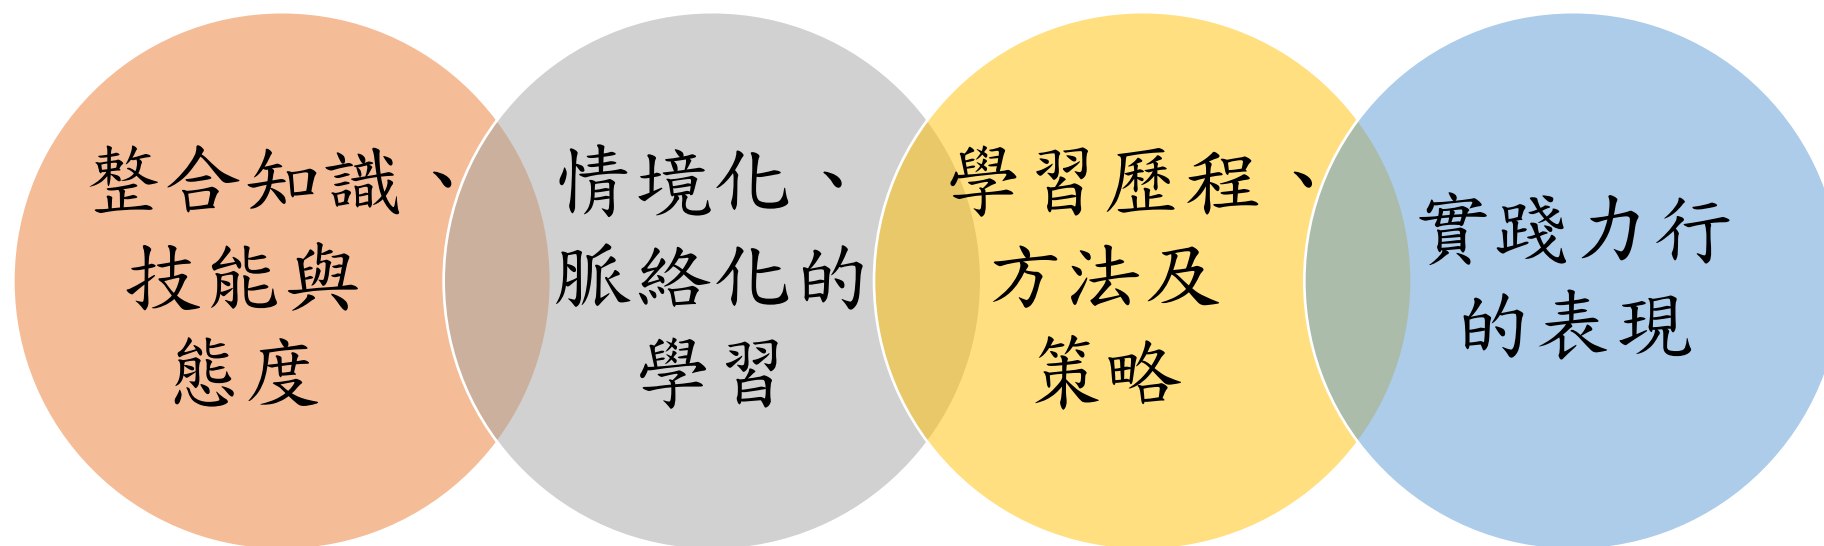 整合知識、
技能與
態度
情境化、
脈絡化的
學習
學習歷程、
方法及
策略
實踐力行
的表現